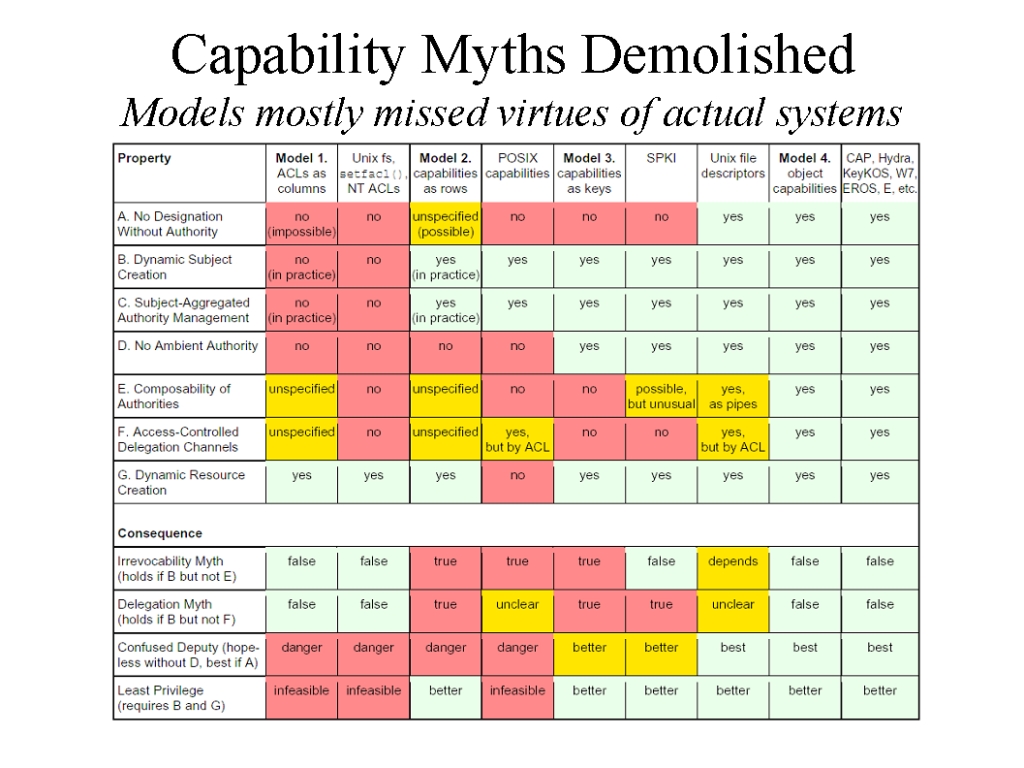 Capability Myths Demolished
Models mostly missed virtues of actual systems
Property Model 1. ACLs as columns Unix fs, setfacl(), NT ACLs Model 2. capabilities as rows POSIX capabilities Model 3. capabilities as keys SPKI Unix file descriptors Model 4. object capabilities CAP, Hydra, KeyKOS, W7, EROS, E, etc.
A. No Designation Without Authority no (impossible) no unspecified (possible) no no no yes yes yes
B. Dynamic Subject Creation no (in practice) no yes (in practice) yes yes yes yes yes yes
C. Subject-Aggregated Authority Management no (in practice) no yes (in practice) yes yes yes yes yes yes
D. No Ambient Authority no no no no yes yes yes yes yes
E. Composability of Authorities unspecified no unspecified no no possible, but unusual yes, as pipes yes yes
F. Access-Controlled Delegation Channels unspecified no unspecified yes, but by ACL no no yes, but by ACL yes yes
G. Dynamic Resource Creation yes yes yes no yes yes yes yes yes
Consequence
Irrevocability Myth (holds if B but not E) false false true true true false depends false false
Delegation Myth (holds if B but not F) false false true unclear true true unclear false false
Confused Deputy (hope-less without D, best if A) danger danger danger danger better better best best best
Least Privilege (requires B and G) infeasible infeasible better infeasible better better better better better